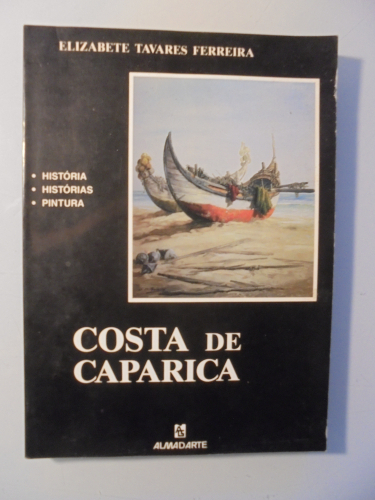 ELIZABETE TAVARES FERREIRA
• HISTÓRIA
• HISTÓRIAS
• PINTURA
COSTA DE
CAPARICA
ALMADARTE